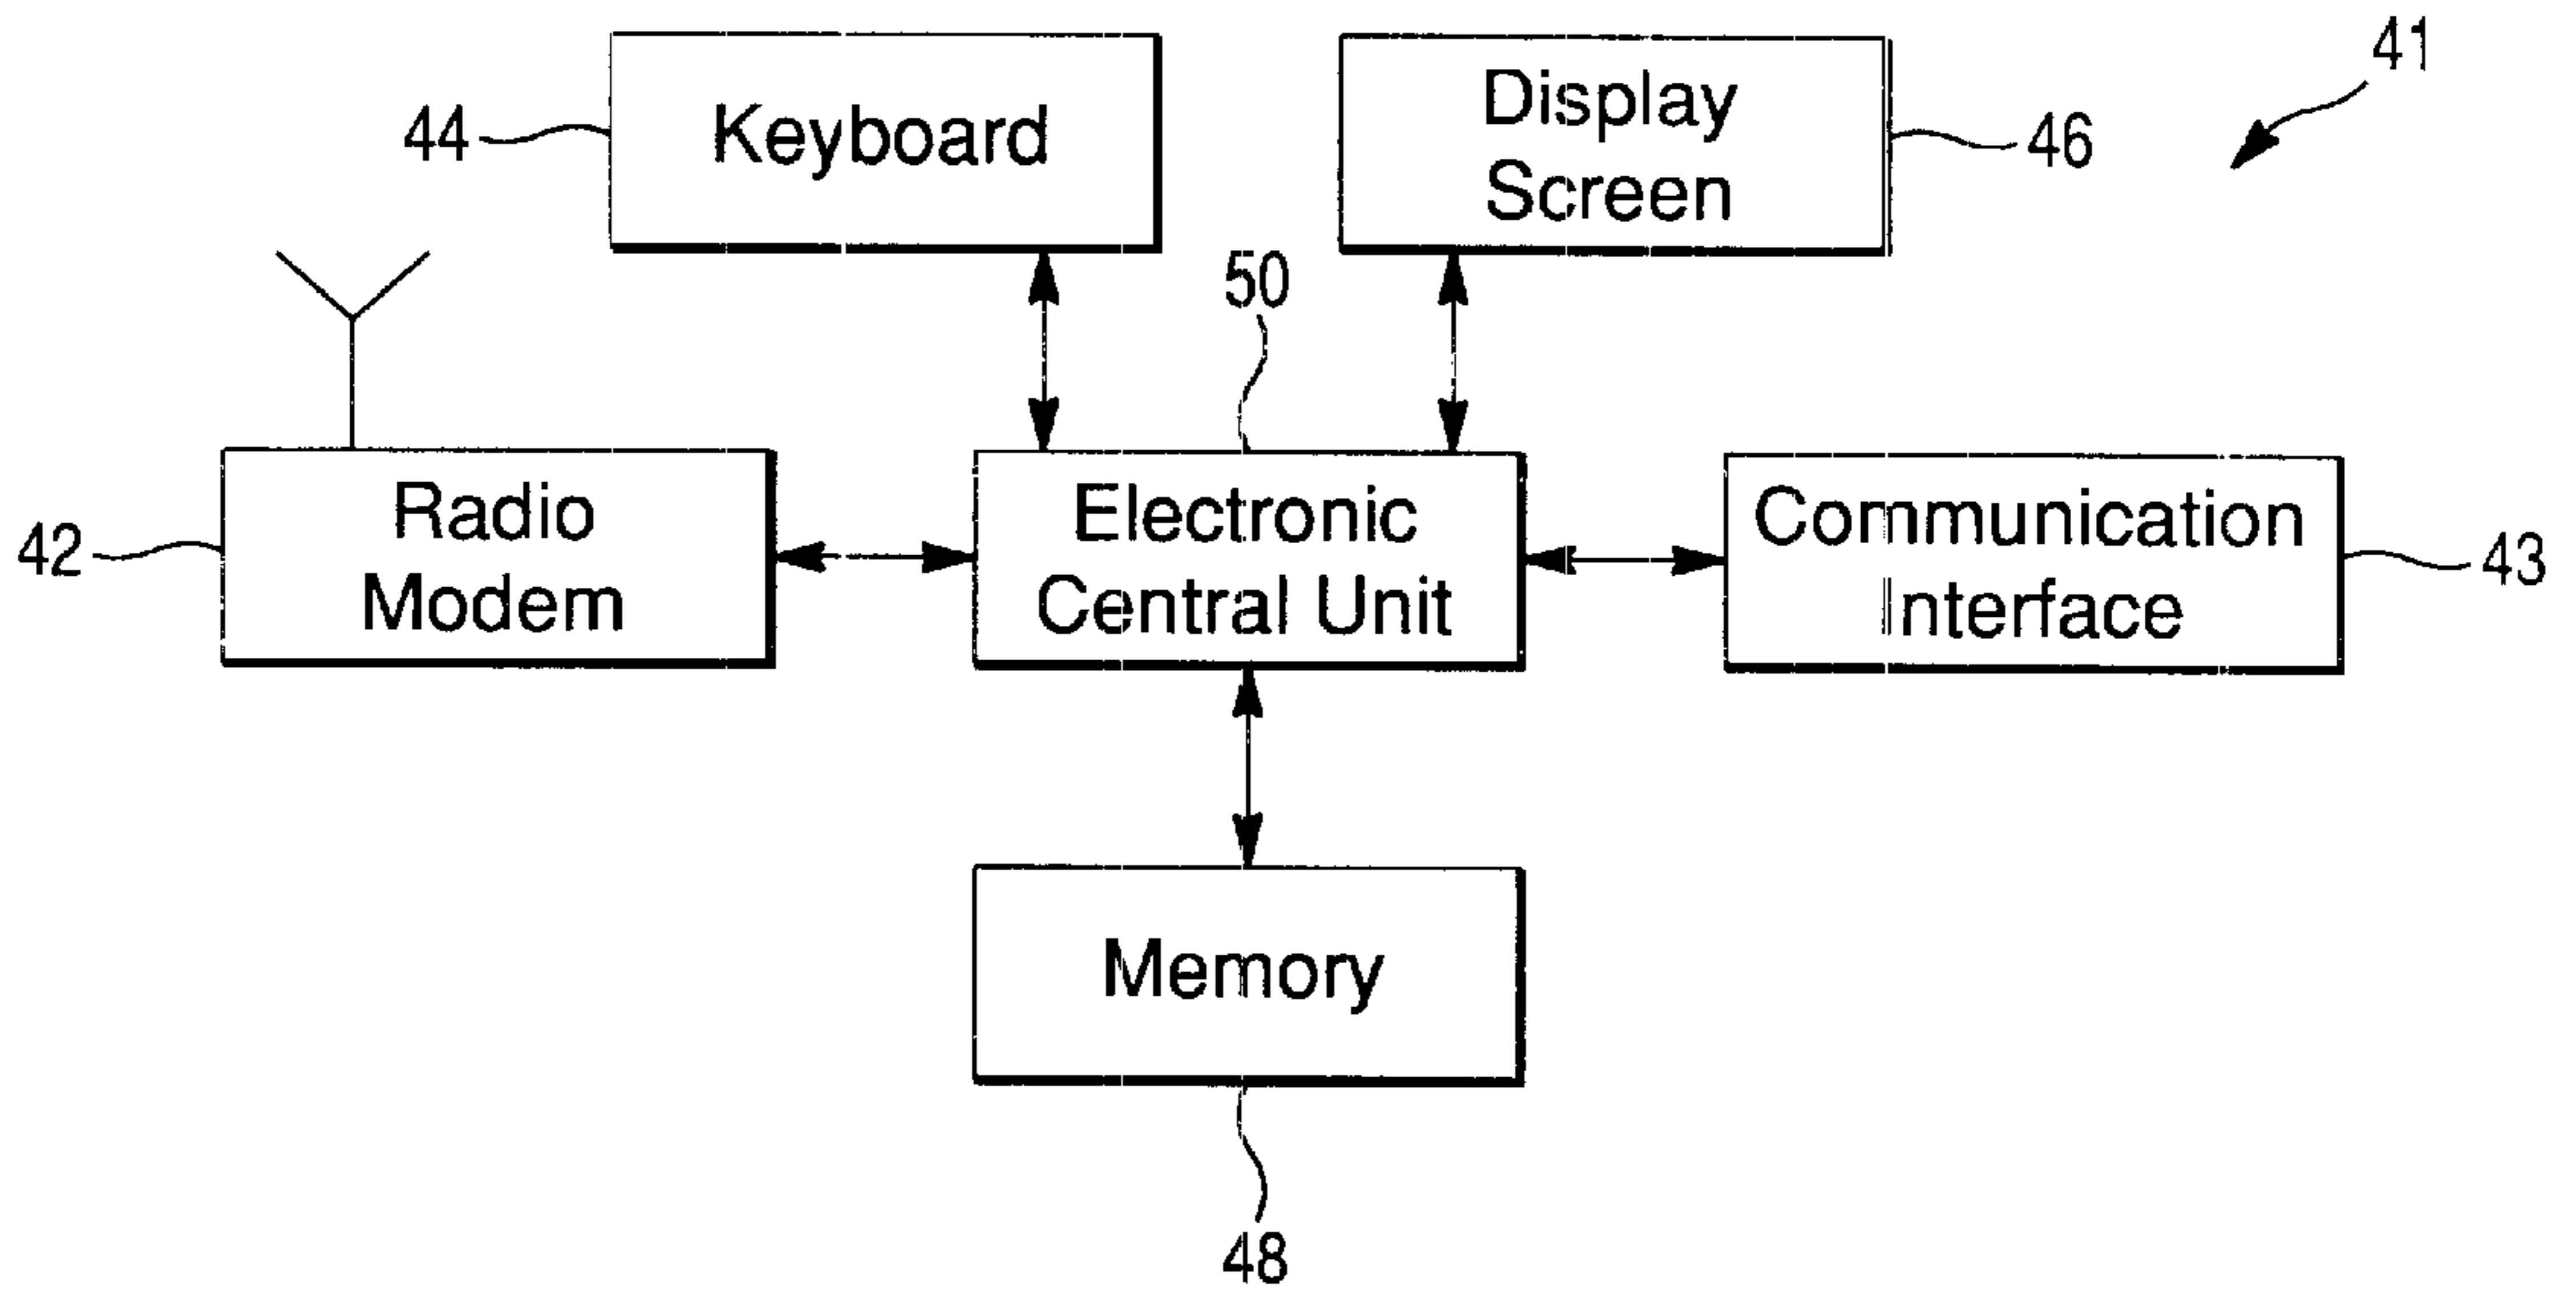 41
44
Keyboard
Display
Screen
46
50
42
Radio
Modem
Electronic
Central Unit
Communication
Interface
43
Memory
48